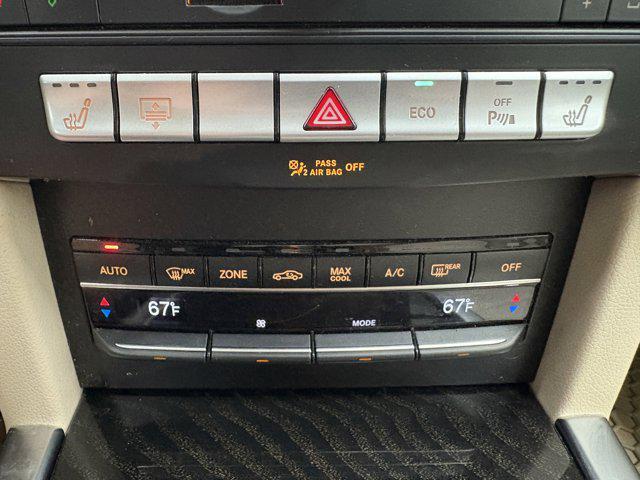 ECO
OFF
P
PASS
2 AIR BAG OFF
AUTO
MAX
ZONE
MAX
COOL
A/C
REAR
OFF
67°F
MODE
67°F